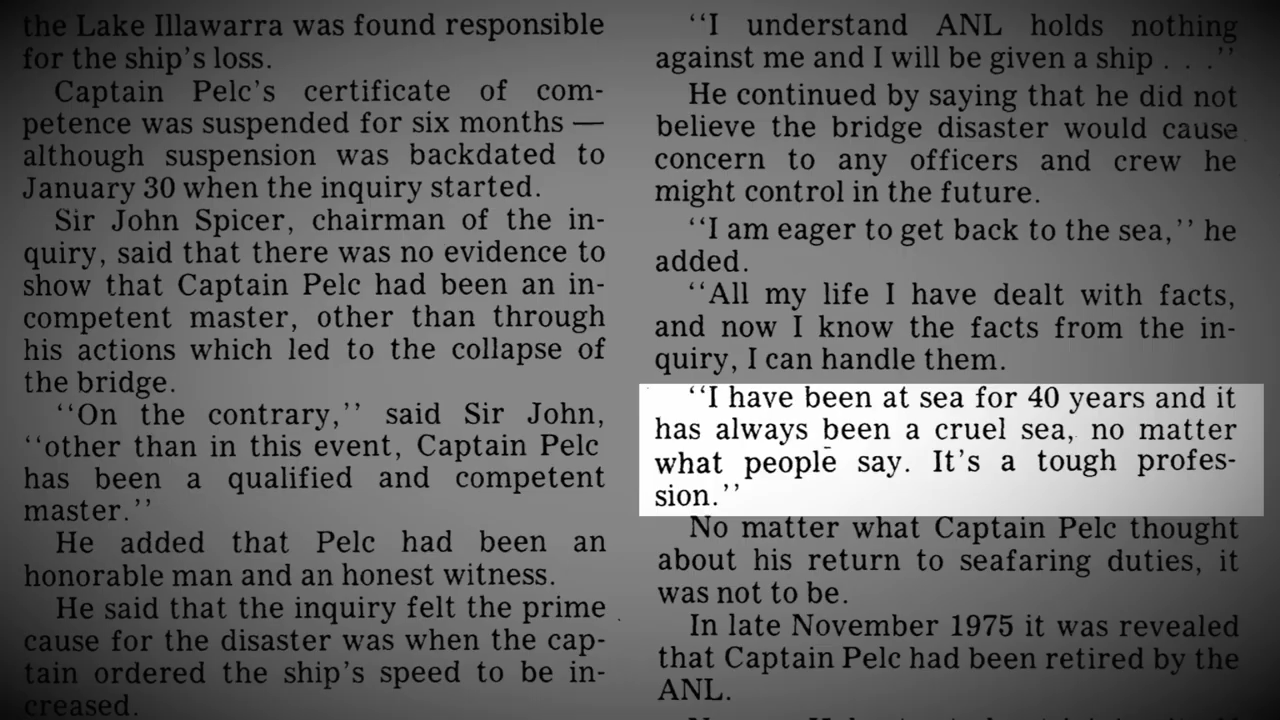 the Lake Illawarra was found responsible
for the ship's loss.
Captain Pelc's certificate of com-
petence was suspended for six months —
although suspension was backdated to
January 30 when the inquiry started.
Sir John Spicer, chairman of the in-
quiry, said that there was no evidence to
show that Captain Pelc had been an in-
competent master, other than through
his actions which led to the collapse of
the bridge.
‘‘On the contrary,’’ said Sir John,
‘‘other than in this event, Captain Pelc
has been a qualified and competent
master.’’
He added that Pelc had been an
honorable man and an honest witness.
He said that the inquiry felt the prime
cause for the disaster was when the cap-
tain ordered the ship's speed to be in-
creased.
‘‘I understand ANL holds nothing
against me and I will be given a ship . . .’’
He continued by saying that he did not
believe the bridge disaster would cause
concern to any officers and crew he
might control in the future.
‘‘I am eager to get back to the sea,’’ he
added.
‘‘All my life I have dealt with facts,
and now I know the facts from the in-
quiry, I can handle them.
‘‘I have been at sea for 40 years and it
has always been a cruel sea, no matter
what people say. It's a tough profes-
sion.’’
No matter what Captain Pelc thought
about his return to seafaring duties, it
was not to be.
In late November 1975 it was revealed
that Captain Pelc had been retired by the
ANL.